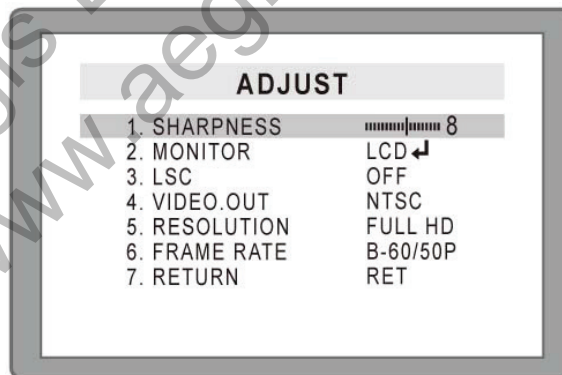 ADJUST
1. SHARPNESS 8
2. MONITOR LCD↲
3. LSC OFF
4. VIDEO.OUT NTSC
5. RESOLUTION FULL HD
6. FRAME RATE B-60/50P
7. RETURN RET